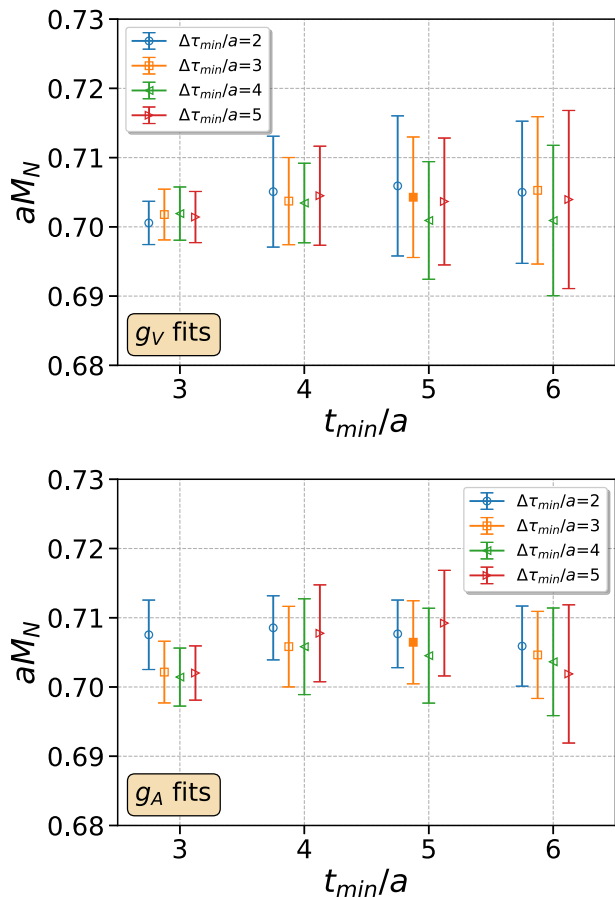 0.73
0.72
0.71
0.70
0.69
0.68
aM_N
Δτ_min/a=2
Δτ_min/a=3
Δτ_min/a=4
Δτ_min/a=5
g_V fits
3 4 5 6
t_min/a
0.73
0.72
0.71
0.70
0.69
0.68
aM_N
Δτ_min/a=2
Δτ_min/a=3
Δτ_min/a=4
Δτ_min/a=5
g_A fits
3 4 5 6
t_min/a